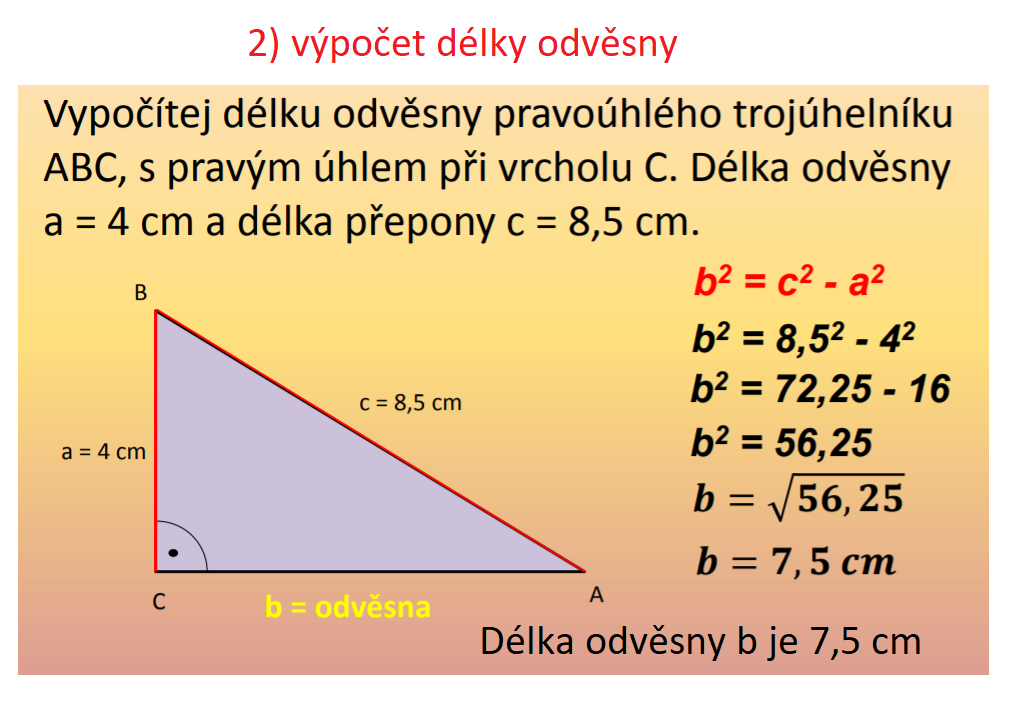 2) výpočet délky odvěsny
Vypočítej délku odvěsny pravoúhlého trojúhelníku
ABC, s pravým úhlem při vrcholu C. Délka odvěsny
a = 4 cm a délka přepony c = 8,5 cm.
B
c = 8,5 cm
a = 4 cm
C
b = odvěsna
A
b² = c² - a²
b² = 8,5² - 4²
b² = 72,25 - 16
b² = 56,25
b = √56,25
b = 7,5 cm
Délka odvěsny b je 7,5 cm